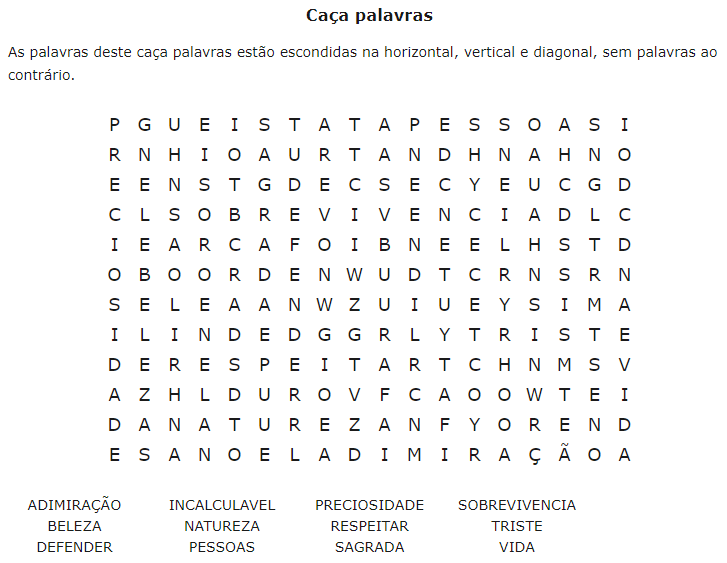 Caça palavras
As palavras deste caça palavras estão escondidas na horizontal, vertical e diagonal, sem palavras ao
contrário.
P G U E I S T A T A P E S S O A S I
R N H I O A U R T A N D H N A H N O
E E N S T G D E C S E C Y E U C G D
C L S O B R E V I V E N C I A D L C
I E A R C A F O I B N E E L H S T D
O B O O R D E N W U D T C R N S R N
S E L E A A N W Z U I U E Y S I M A
I L I N D E D G G R L Y T R I S T E
D E R E S P E I T A R T C H N M S V
A Z H L D U R O V F C A O O W T E I
D A N A T U R E Z A N F Y O R E N D
E S A N O E L A D I M I R A Ç Ã O A
ADIMIRAÇÃO INCALCULAVEL PRECIOSIDADE SOBREVIVENCIA
BELEZA NATUREZA RESPEITAR TRISTE
DEFENDER PESSOAS SAGRADA VIDA